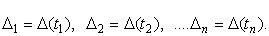 Δ₁ = Δ(t₁), Δ₂ = Δ(t₂), ....Δₙ = Δ(tₙ).